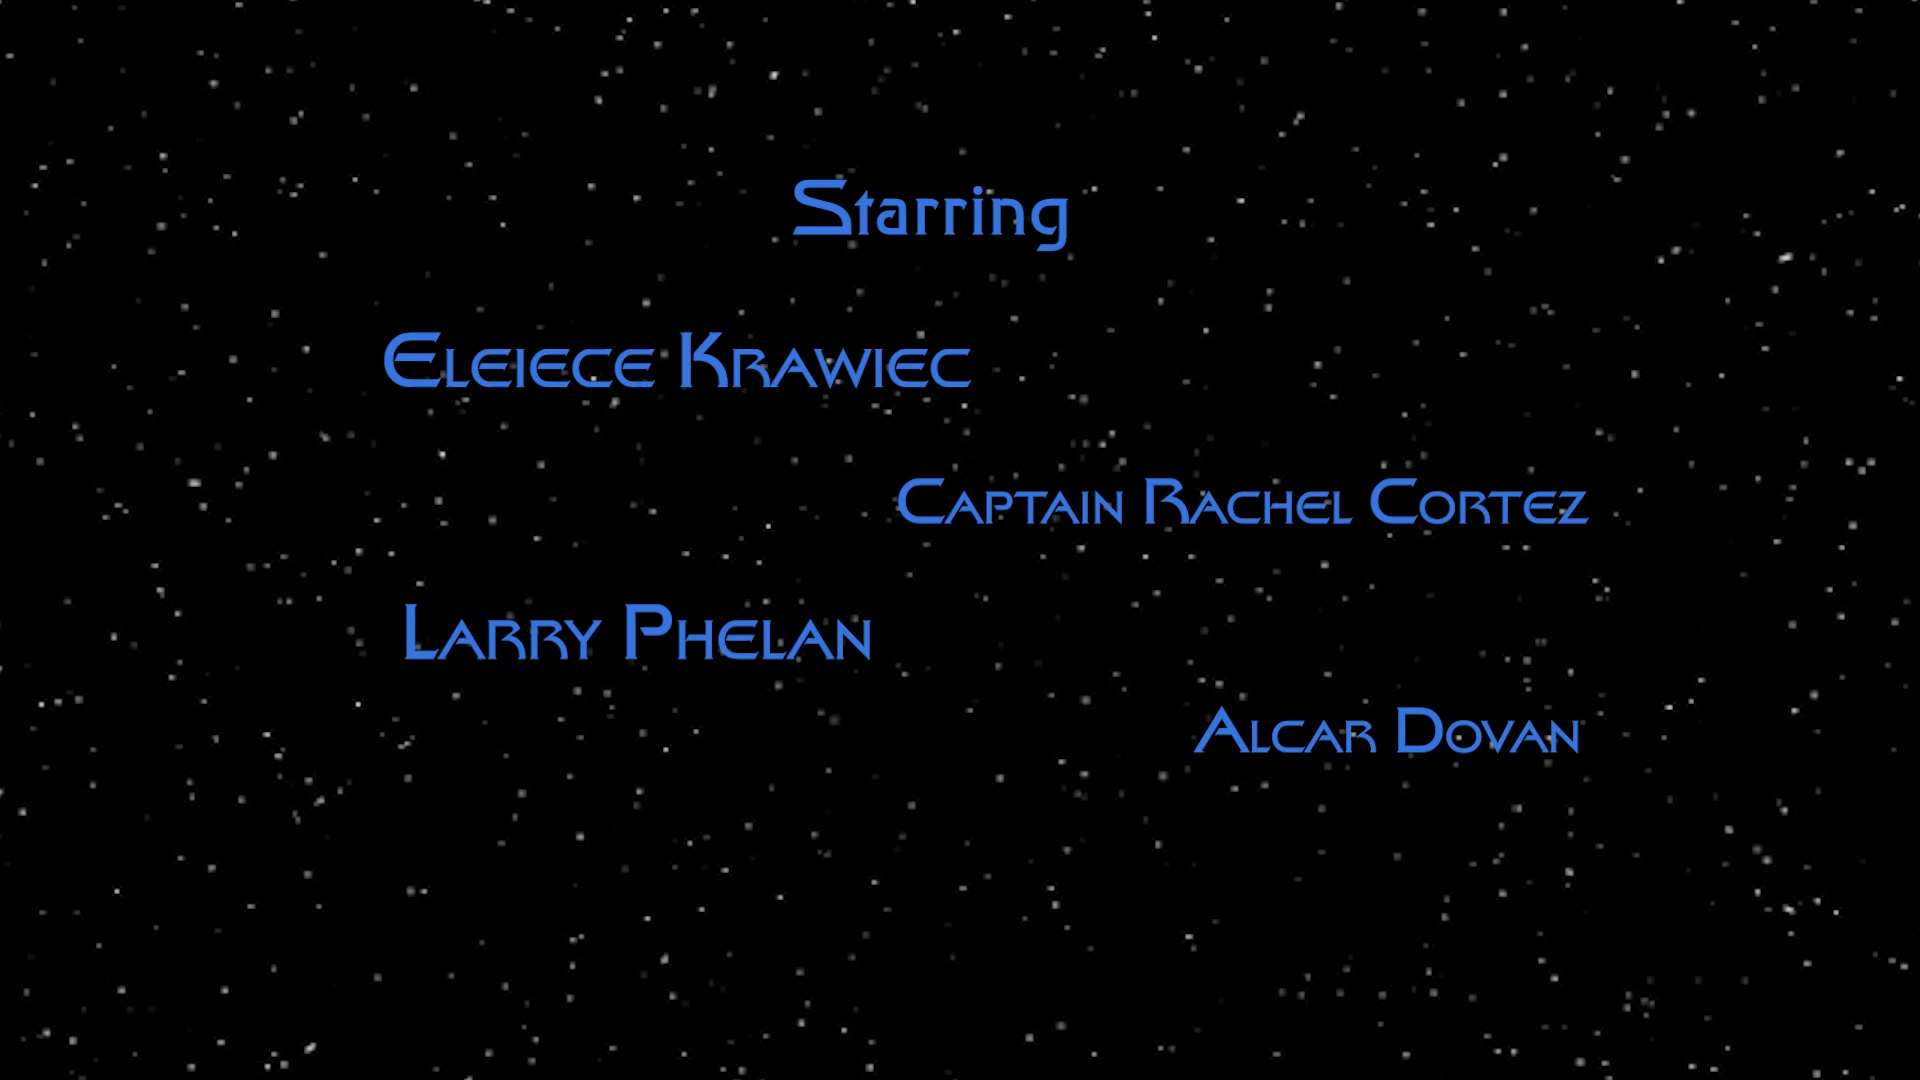 Starring
Eleiece Krawiec
Captain Rachel Cortez
Larry Phelan
Alcar Dovan